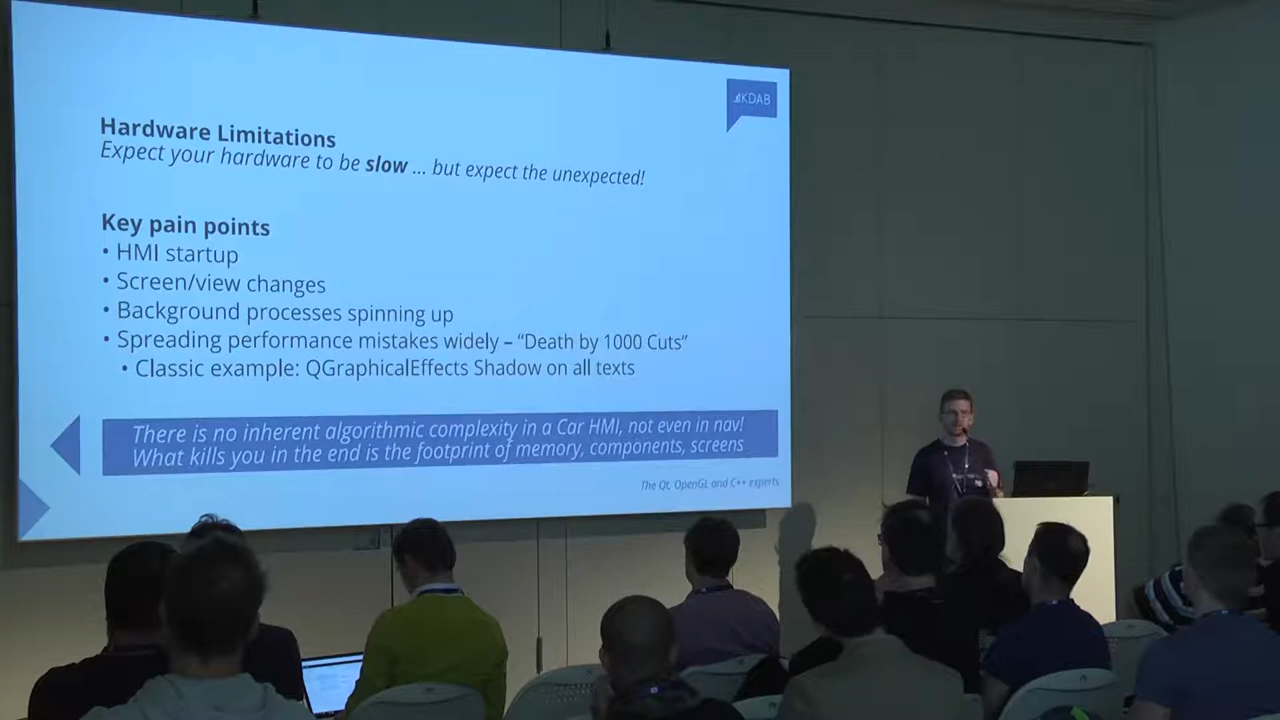 KDAB
Hardware Limitations
Expect your hardware to be slow ... but expect the unexpected!
Key pain points
• HMI startup
• Screen/view changes
• Background processes spinning up
• Spreading performance mistakes widely – “Death by 1000 Cuts”
• Classic example: QGraphicalEffects Shadow on all texts
There is no inherent algorithmic complexity in a Car HMI, not even in nav!
What kills you in the end is the footprint of memory, components, screens
The Qt, OpenGL and C++ experts